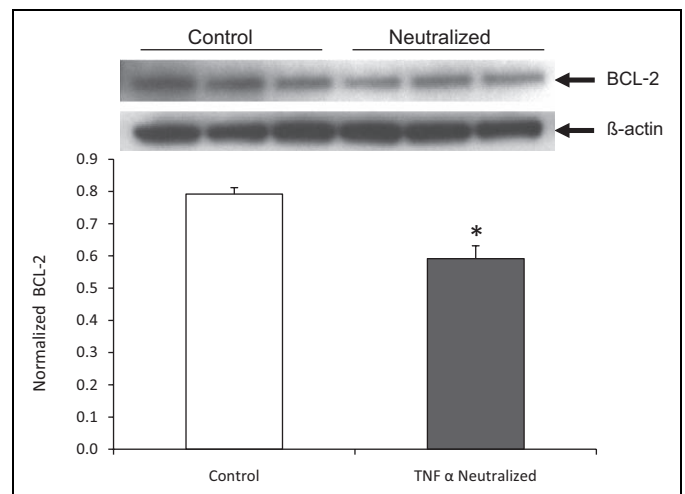 Control Neutralized
BCL-2
ß-actin
0.9
0.8
0.7
0.6
0.5
0.4
0.3
0.2
0.1
0.0
Normalized BCL-2
*
Control TNF α Neutralized